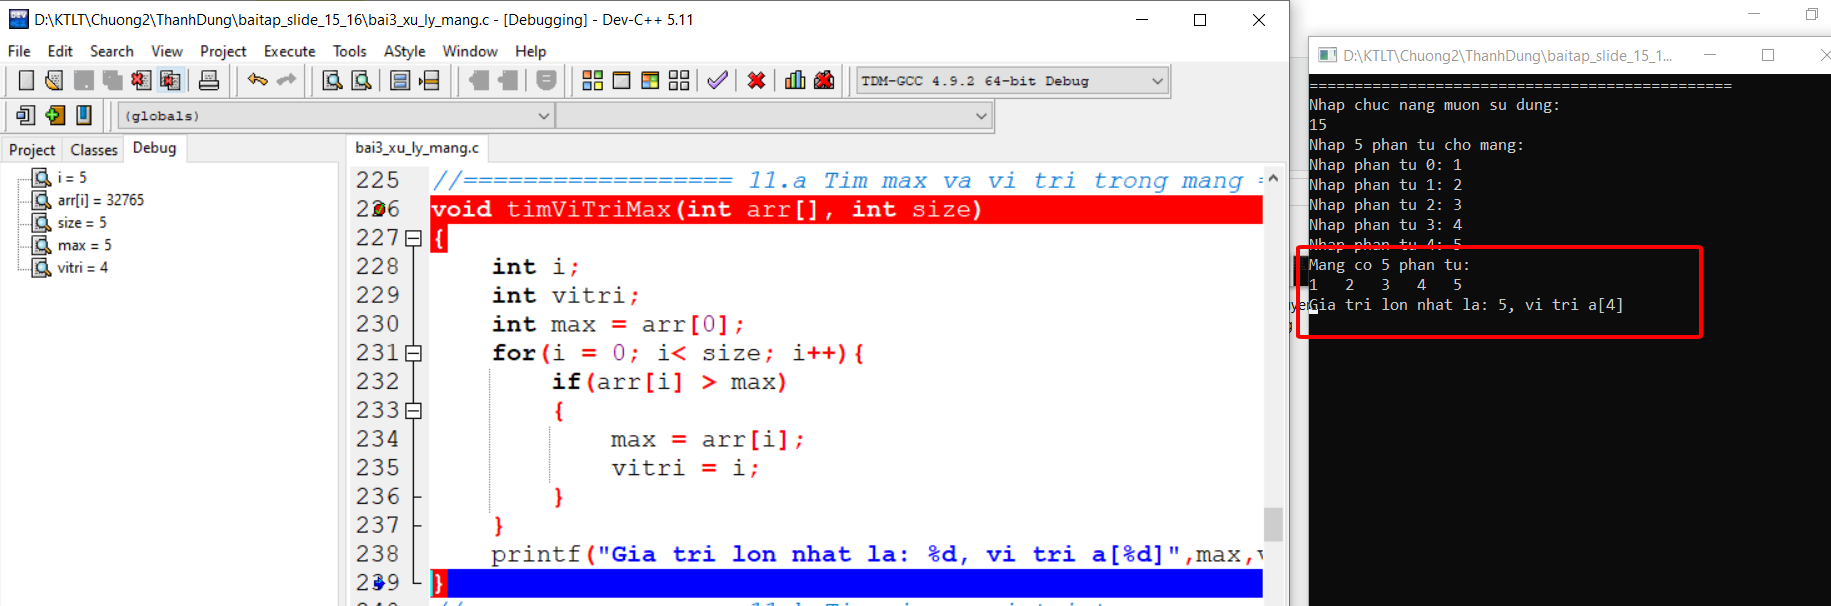 D:\KTLT\Chuong2\ThanhDung\baitap_slide_15_16\bai3_xu_ly_mang.c - [Debugging] - Dev-C++ 5.11
File Edit Search View Project Execute Tools AStyle Window Help
TDM-GCC 4.9.2 64-bit Debug
(globals)
Project Classes Debug
i = 5
arr[i] = 32765
size = 5
max = 5
vitri = 4
bai3_xu_ly_mang.c
225 //================== 11.a Tim max va vi tri trong mang =
226 void timViTriMax(int arr[], int size)
227 {
228 int i;
229 int vitri;
230 int max = arr[0];
231 for(i = 0; i< size; i++){
232 if(arr[i] > max)
233 {
234 max = arr[i];
235 vitri = i;
236 }
237 }
238 printf("Gia tri lon nhat la: %d, vi tri a[%d]",max,v
239 }
D:\KTLT\Chuong2\ThanhDung\baitap_slide_15_1...
===============================================
Nhap chuc nang muon su dung:
15
Nhap 5 phan tu cho mang:
Nhap phan tu 0: 1
Nhap phan tu 1: 2
Nhap phan tu 2: 3
Nhap phan tu 3: 4
Nhap phan tu 4: 5
Mang co 5 phan tu:
1 2 3 4 5
Gia tri lon nhat la: 5, vi tri a[4]